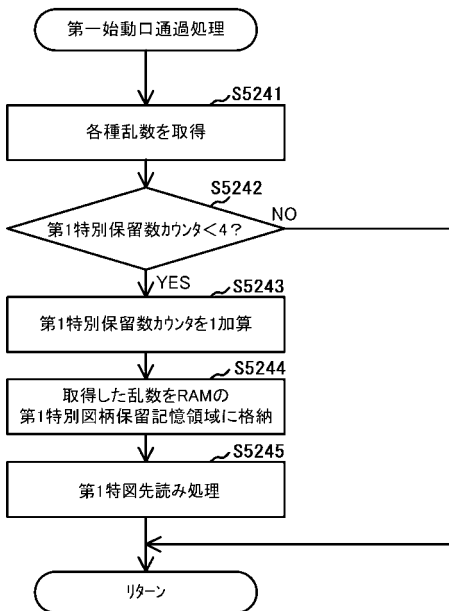 第一始動口通過処理
S5241
各種乱数を取得
S5242
第1特別保留数カウンタ<4?
NO
YES
S5243
第1特別保留数カウンタを1加算
S5244
取得した乱数をRAMの
第1特別図柄保留記憶領域に格納
S5245
第1特図先読み処理
リターン